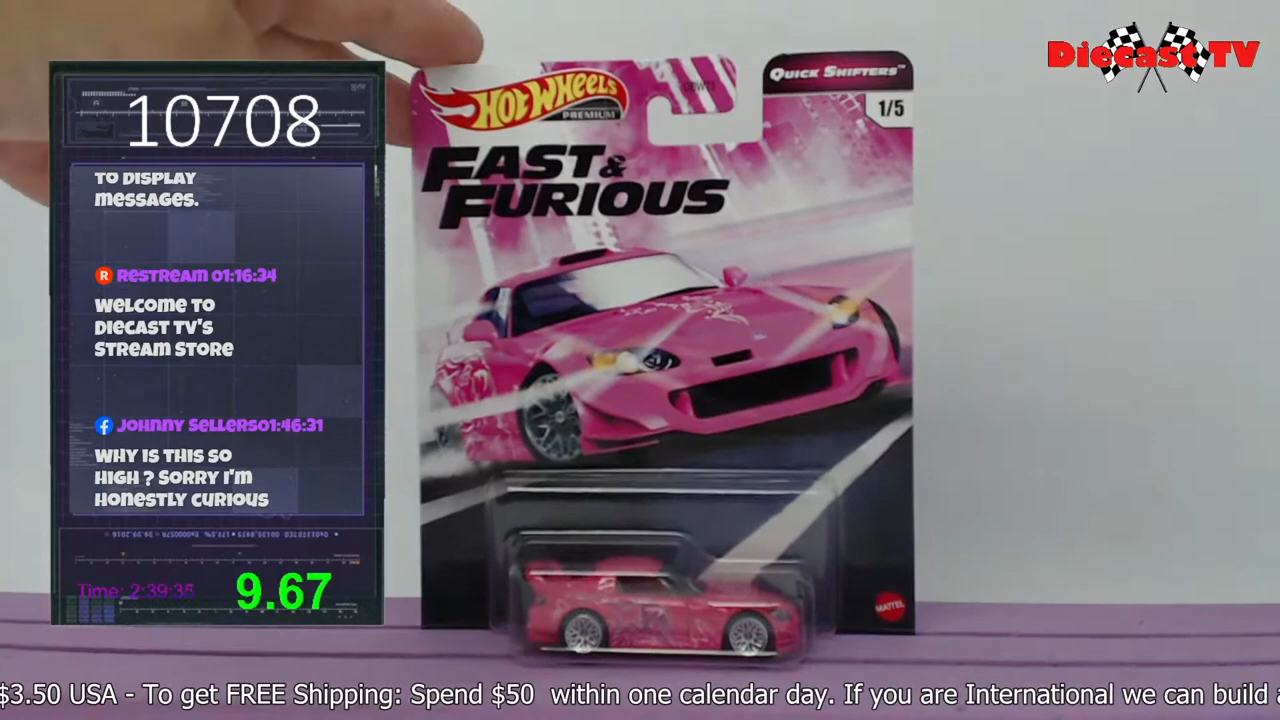 Diecast TV
10708
TO DISPLAY
MESSAGES.
Restream 01:16:34
WELCOME TO
DIECAST TV'S
STREAM STORE
Johnny Sellers01:46:31
WHY IS THIS SO
HIGH ? SORRY I'M
HONESTLY CURIOUS
Time: 2:39:35
9.67
HOT WHEELS
PREMIUM
QUICK SHIFTERS™
1/5
FAST &
FURIOUS
MATTEL
$3.50 USA - To get FREE Shipping: Spend $50 within one calendar day. If you are International we can build a